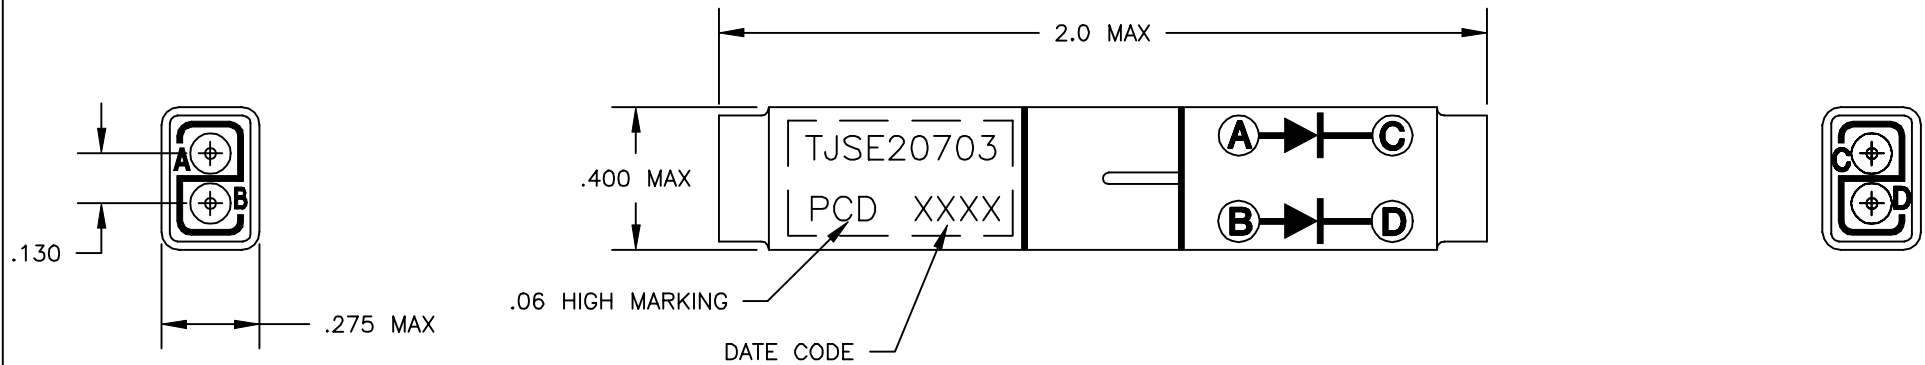 2.0 MAX
A
B
.130
.275 MAX
.400 MAX
TJSE20703
PCD XXXX
.06 HIGH MARKING
DATE CODE
A C
B D
C
D